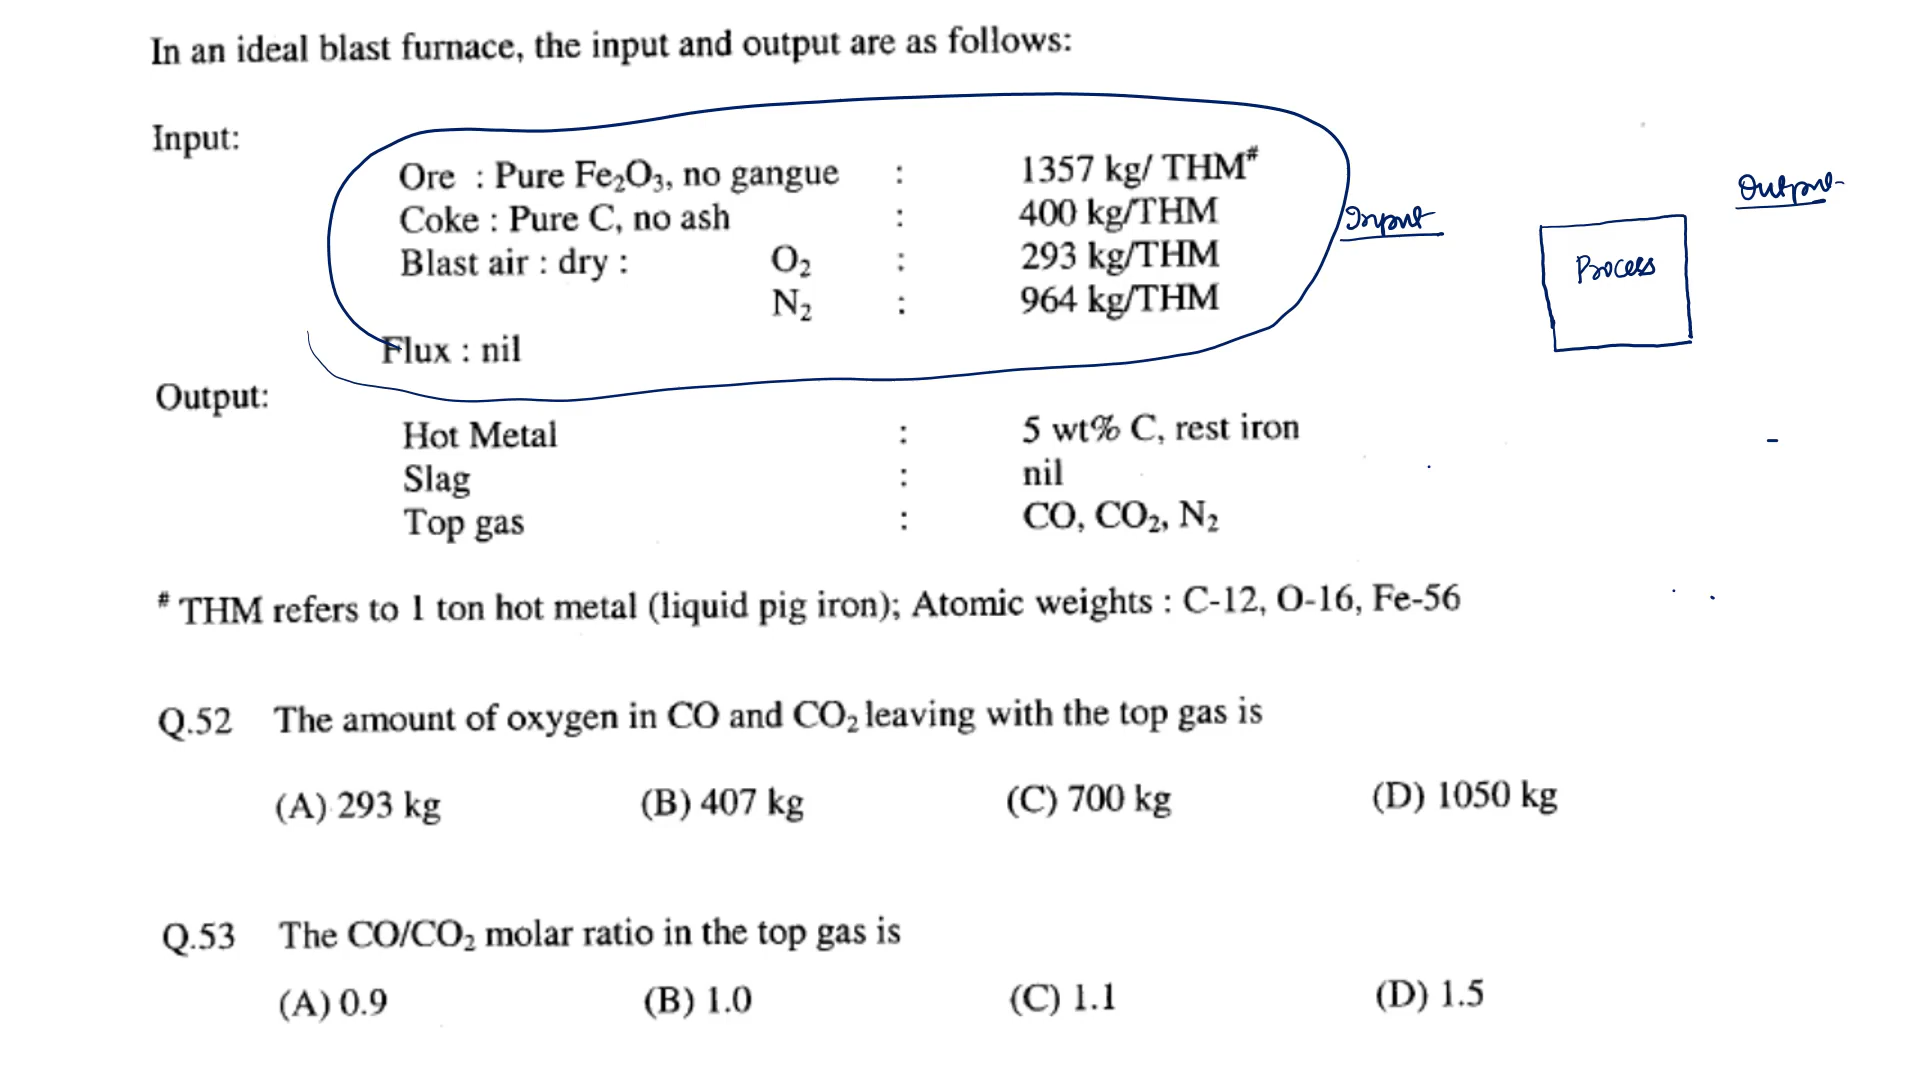 In an ideal blast furnace, the input and output are as follows:
Input:
Ore : Pure Fe₂O₃, no gangue : 1357 kg/ THM#
Coke : Pure C, no ash : 400 kg/THM
Blast air : dry : O₂ : 293 kg/THM
N₂ : 964 kg/THM
Flux : nil
Input
Process
Output
Output:
Hot Metal : 5 wt% C, rest iron
Slag : nil
Top gas : CO, CO₂, N₂
# THM refers to 1 ton hot metal (liquid pig iron); Atomic weights : C-12, O-16, Fe-56
Q.52 The amount of oxygen in CO and CO₂ leaving with the top gas is
(A) 293 kg (B) 407 kg (C) 700 kg (D) 1050 kg
Q.53 The CO/CO₂ molar ratio in the top gas is
(A) 0.9 (B) 1.0 (C) 1.1 (D) 1.5